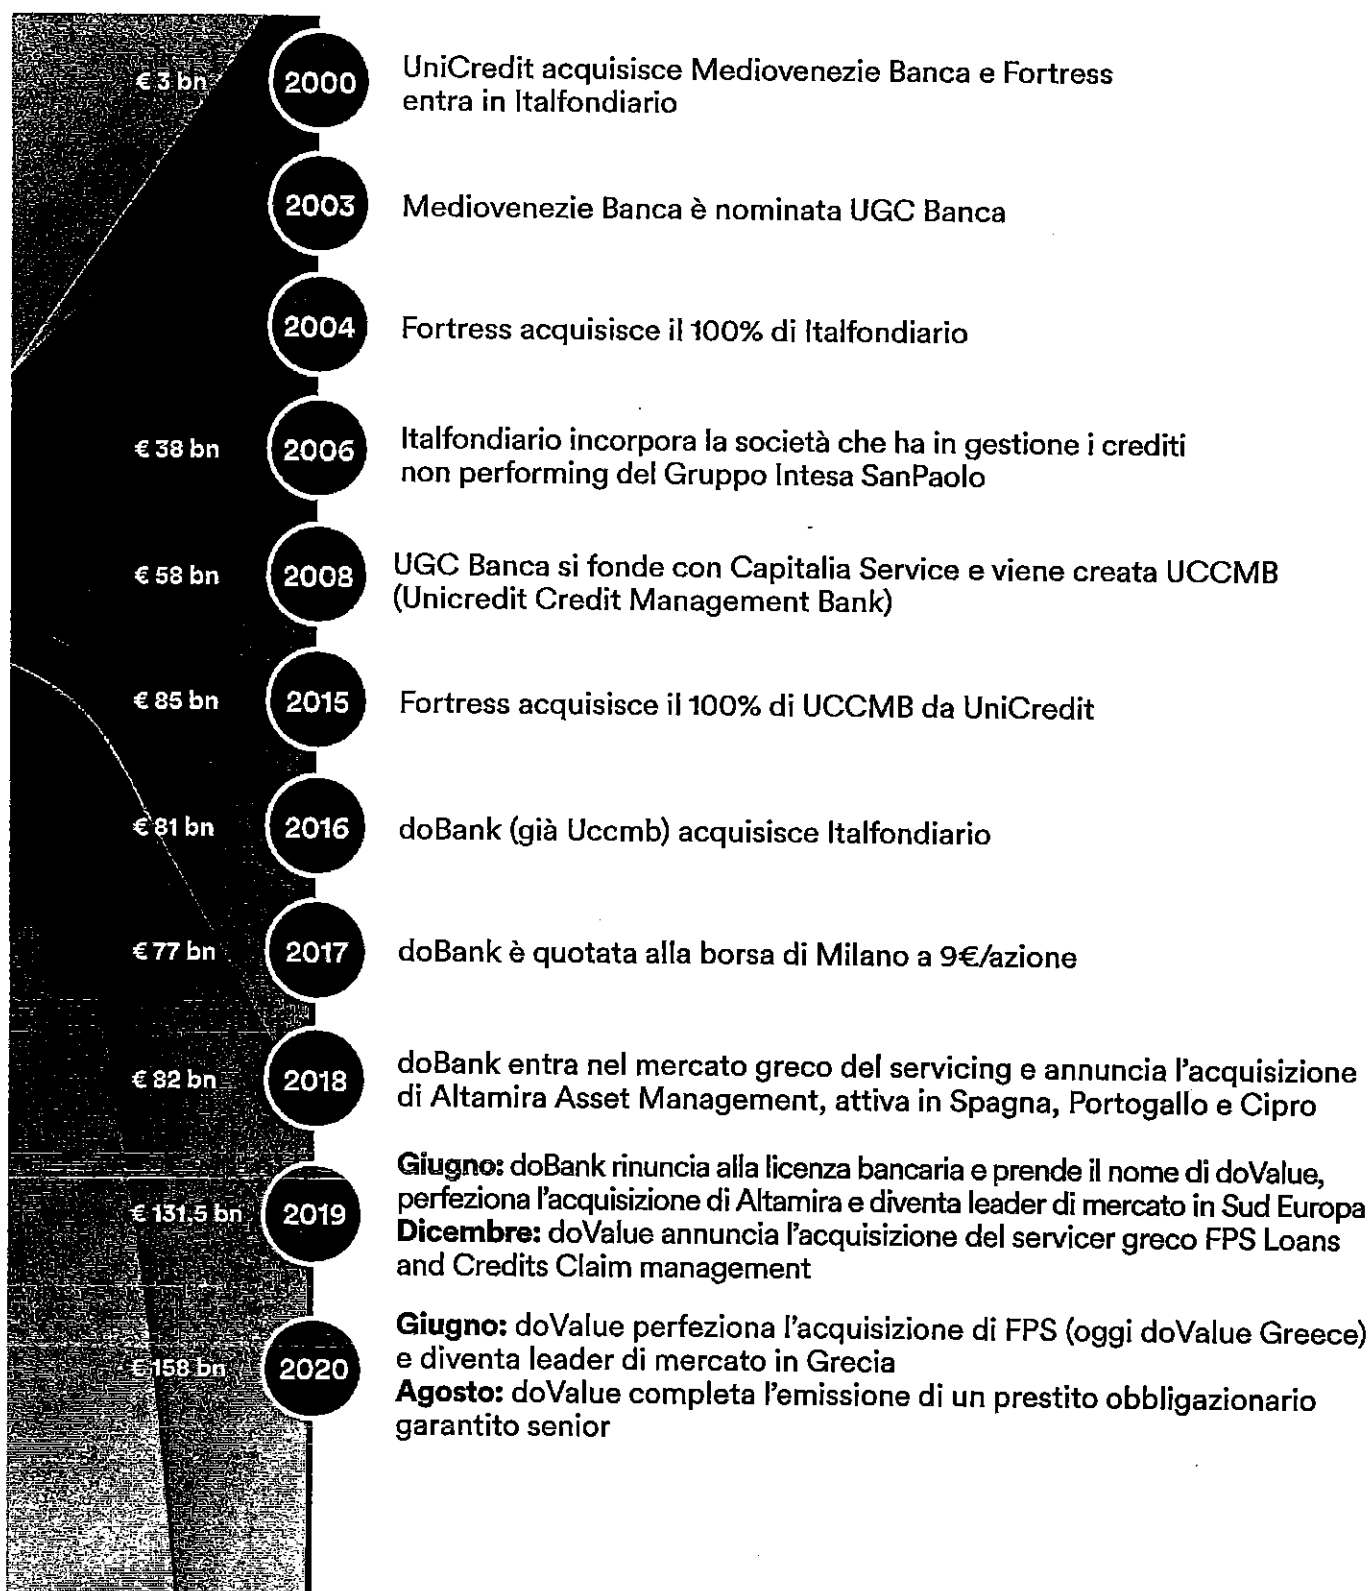 € 3 bn
2000
UniCredit acquisisce Mediovenezie Banca e Fortress
entra in Italfondiario
2003
Mediovenezie Banca è nominata UGC Banca
2004
Fortress acquisisce il 100% di Italfondiario
€ 38 bn
2006
Italfondiario incorpora la società che ha in gestione i crediti
non performing del Gruppo Intesa SanPaolo
€ 58 bn
2008
UGC Banca si fonde con Capitalia Service e viene creata UCCMB
(Unicredit Credit Management Bank)
€ 85 bn
2015
Fortress acquisisce il 100% di UCCMB da UniCredit
€ 81 bn
2016
doBank (già Uccmb) acquisisce Italfondiario
€ 77 bn
2017
doBank è quotata alla borsa di Milano a 9€/azione
€ 82 bn
2018
doBank entra nel mercato greco del servicing e annuncia l'acquisizione
di Altamira Asset Management, attiva in Spagna, Portogallo e Cipro
€ 131,5 bn
2019
Giugno: doBank rinuncia alla licenza bancaria e prende il nome di doValue,
perfeziona l'acquisizione di Altamira e diventa leader di mercato in Sud Europa
Dicembre: doValue annuncia l'acquisizione del servicer greco FPS Loans
and Credits Claim management
€ 158 bn
2020
Giugno: doValue perfeziona l'acquisizione di FPS (oggi doValue Greece)
e diventa leader di mercato in Grecia
Agosto: doValue completa l'emissione di un prestito obbligazionario
garantito senior